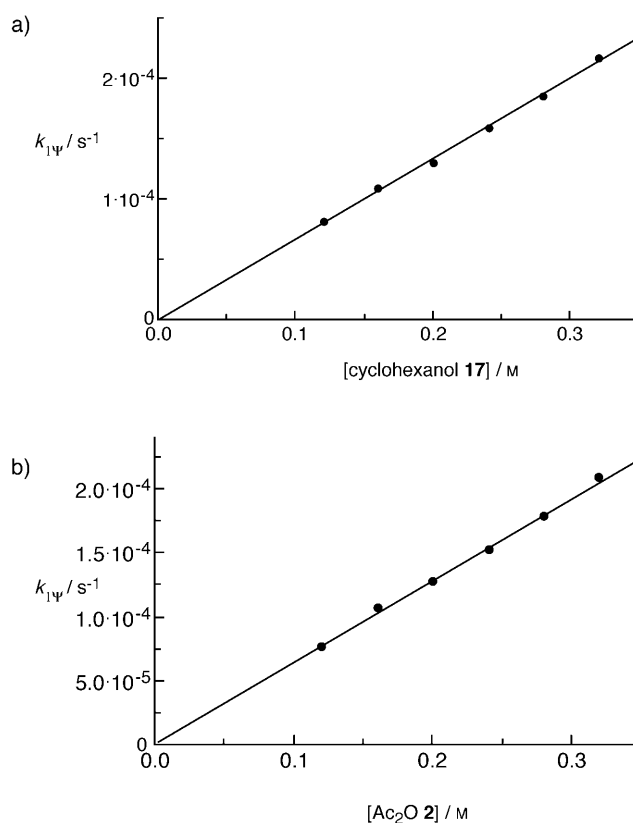 a)
2·10⁻⁴
k₁Ψ / s⁻¹
1·10⁻⁴
0
0.0 0.1 0.2 0.3
[cyclohexanol 17] / M
b)
2.0·10⁻⁴
1.5·10⁻⁴
k₁Ψ / s⁻¹
1.0·10⁻⁴
5.0·10⁻⁵
0
0.0 0.1 0.2 0.3
[Ac₂O 2] / M